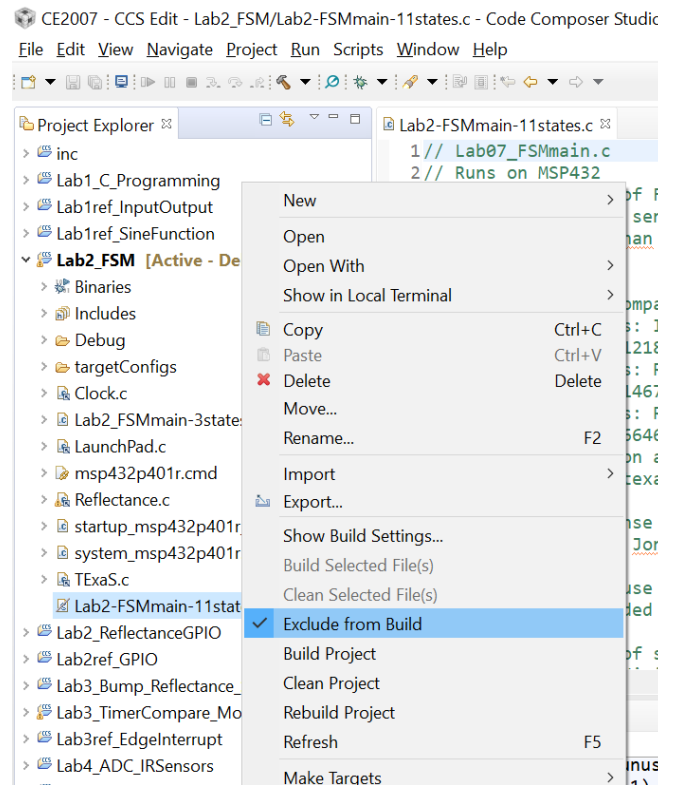 CE2007 - CCS Edit - Lab2_FSM/Lab2-FSMmain-11states.c - Code Composer Studio
File Edit View Navigate Project Run Scripts Window Help
Project Explorer
inc
Lab1_C_Programming
Lab1ref_InputOutput
Lab1ref_SineFunction
Lab2_FSM [Active - De
Binaries
Includes
Debug
targetConfigs
Clock.c
Lab2_FSMmain-3states
LaunchPad.c
msp432p401r.cmd
Reflectance.c
startup_msp432p401r
system_msp432p401r
TExaS.c
Lab2-FSMmain-11stat
Lab2_ReflectanceGPIO
Lab2ref_GPIO
Lab3_Bump_Reflectance_
Lab3_TimerCompare_Mo
Lab3ref_EdgeInterrupt
Lab4_ADC_IRSensors
New
Open
Open With
Show in Local Terminal
Copy Ctrl+C
Paste Ctrl+V
Delete Delete
Move...
Rename... F2
Import
Export...
Show Build Settings...
Build Selected File(s)
Clean Selected File(s)
Exclude from Build
Build Project
Clean Project
Rebuild Project
Refresh F5
Make Targets
Lab2-FSMmain-11states.c
1 // Lab07_FSMmain.c
2 // Runs on MSP432